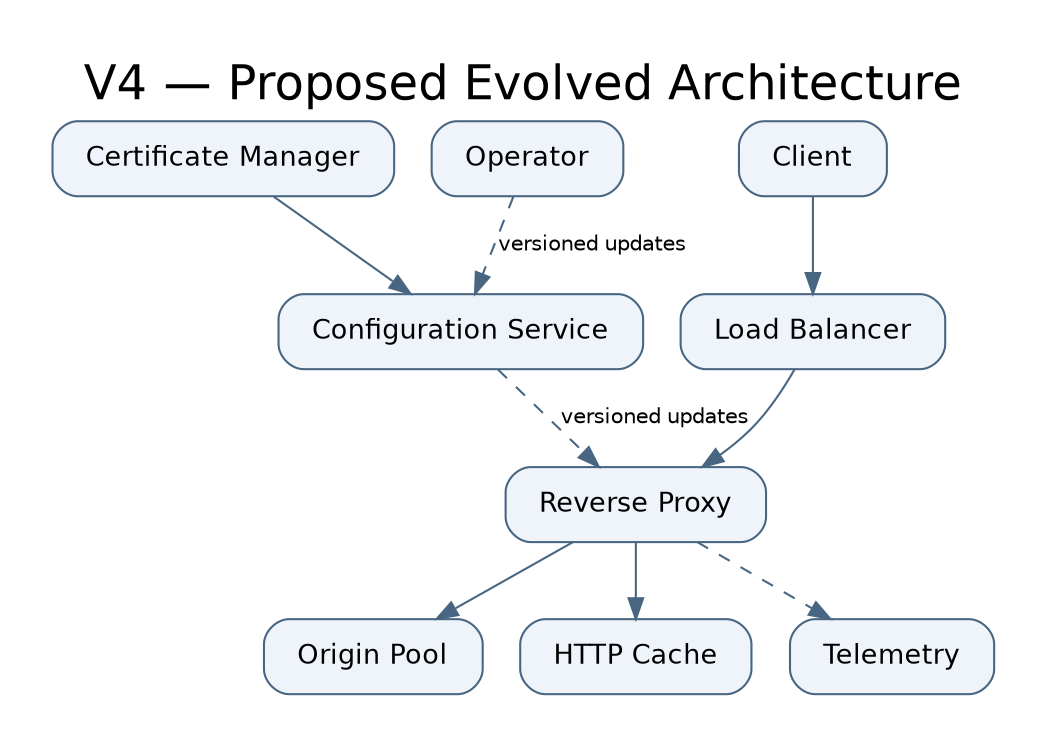 V4 — Proposed Evolved Architecture
Certificate Manager
Operator
Client
versioned updates
Configuration Service
Load Balancer
versioned updates
Reverse Proxy
Origin Pool
HTTP Cache
Telemetry